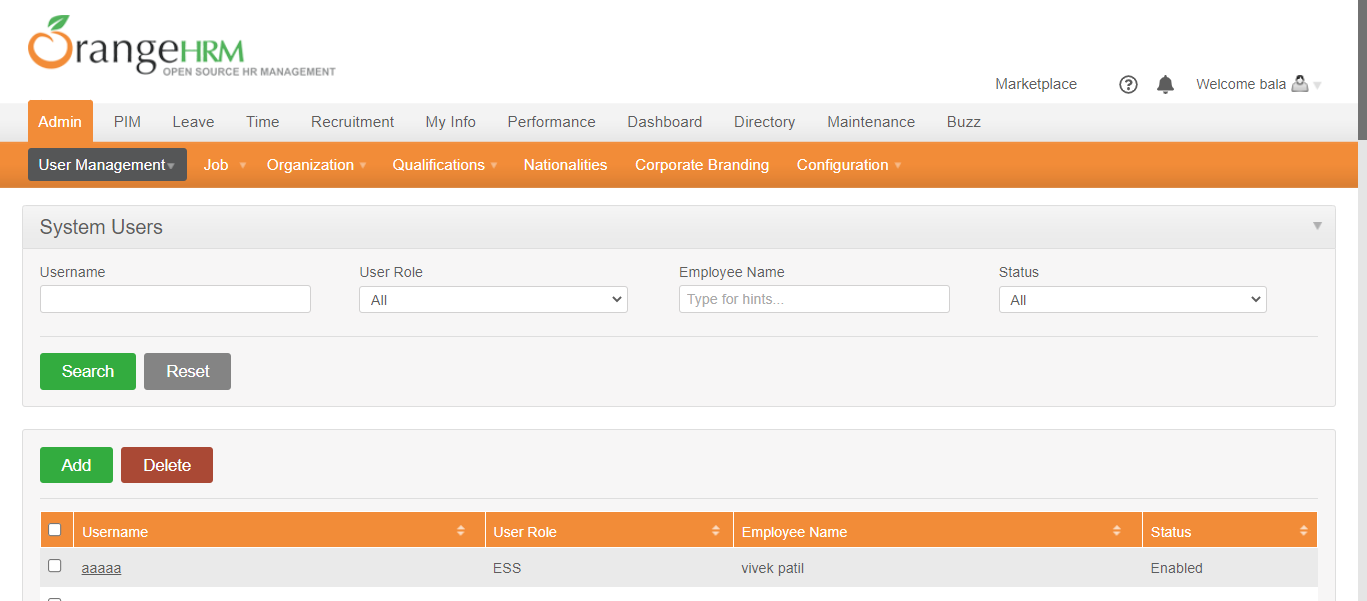 OrangeHRM
OPEN SOURCE HR MANAGEMENT
Marketplace ? Welcome bala
Admin PIM Leave Time Recruitment My Info Performance Dashboard Directory Maintenance Buzz
User Management Job Organization Qualifications Nationalities Corporate Branding Configuration
System Users
Username User Role Employee Name Status
All Type for hints... All
Search Reset
Add Delete
Username User Role Employee Name Status
aaaaa ESS vivek patil Enabled